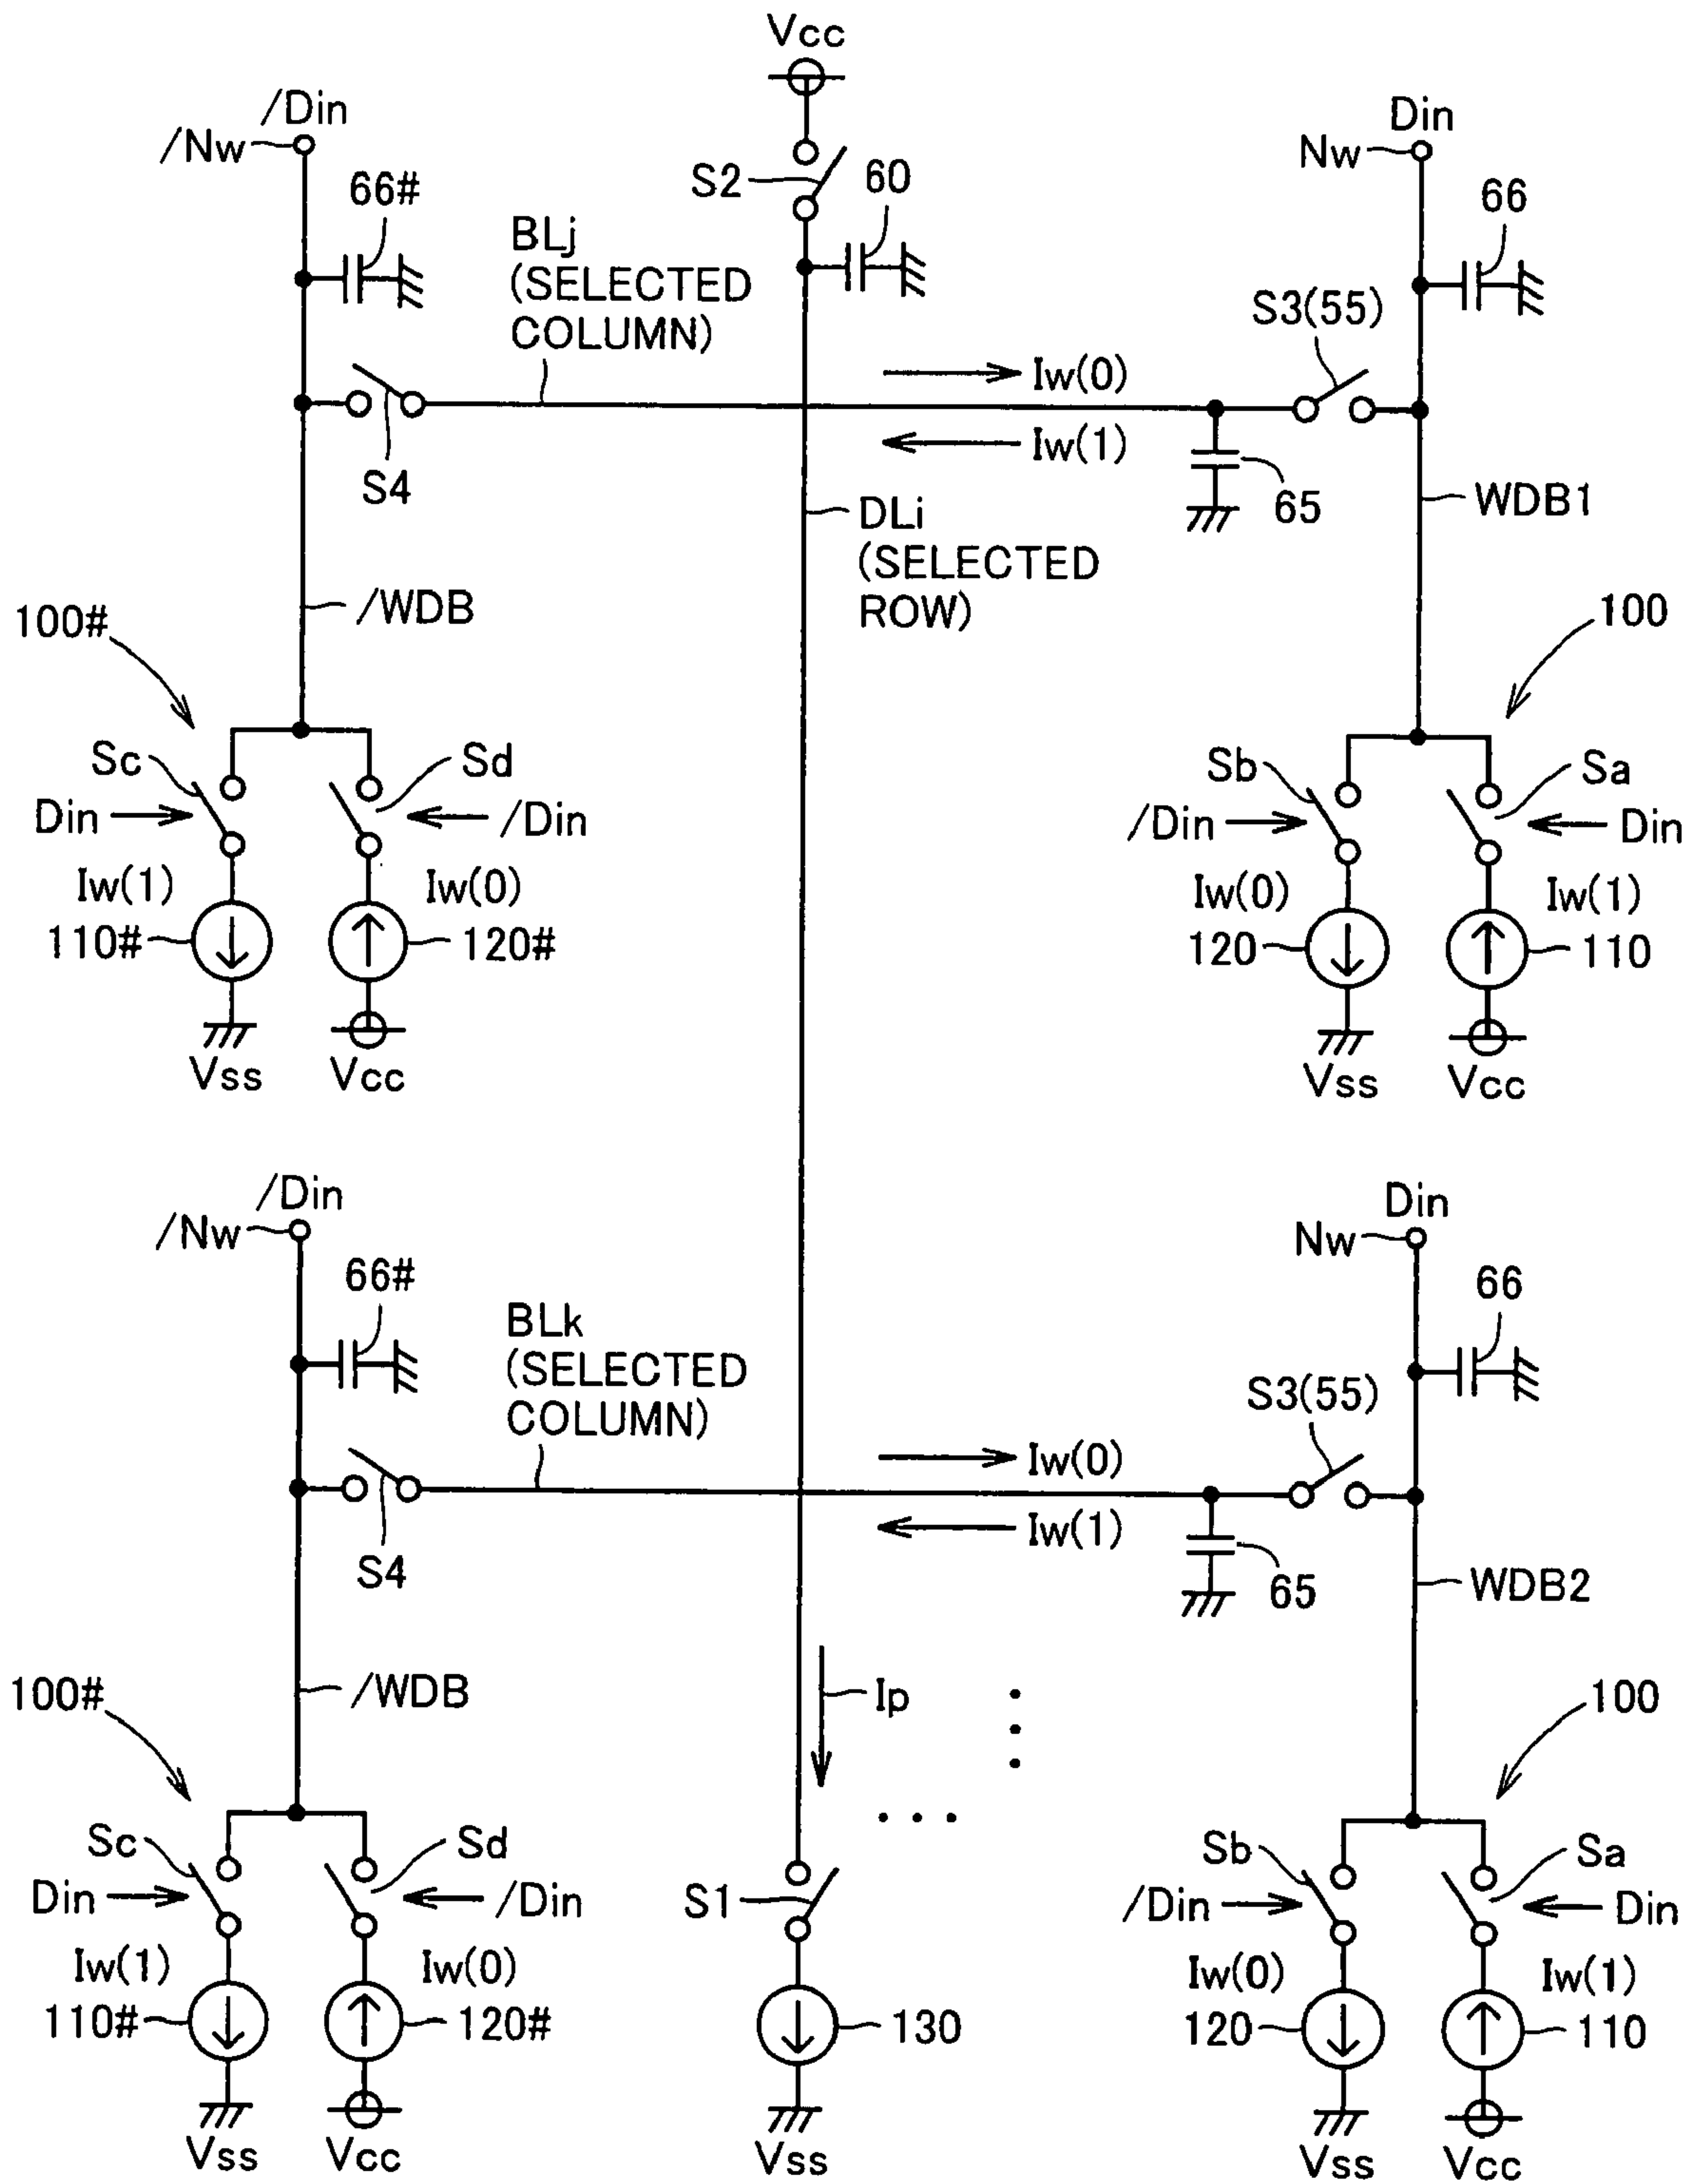 Vcc
/Din
/Nw
Din
Nw
S2
60
66#
66
BLj
(SELECTED
COLUMN)
S3(55)
Iw(0)
Iw(1)
S4
65
DLi
(SELECTED
ROW)
WDB1
/WDB
100#
100
Sc
Sd
Din
/Din
Iw(1)
Iw(0)
110#
120#
Vss
Vcc
Sb
Sa
/Din
Din
Iw(0)
Iw(1)
120
110
Vss
Vcc
/Din
/Nw
Din
Nw
66#
66
BLk
(SELECTED
COLUMN)
S3(55)
Iw(0)
Iw(1)
S4
65
WDB2
/WDB
Ip
100#
100
Sc
Sd
Din
/Din
Iw(1)
Iw(0)
110#
120#
Vss
Vcc
S1
130
Vss
Sb
Sa
/Din
Din
Iw(0)
Iw(1)
120
110
Vss
Vcc